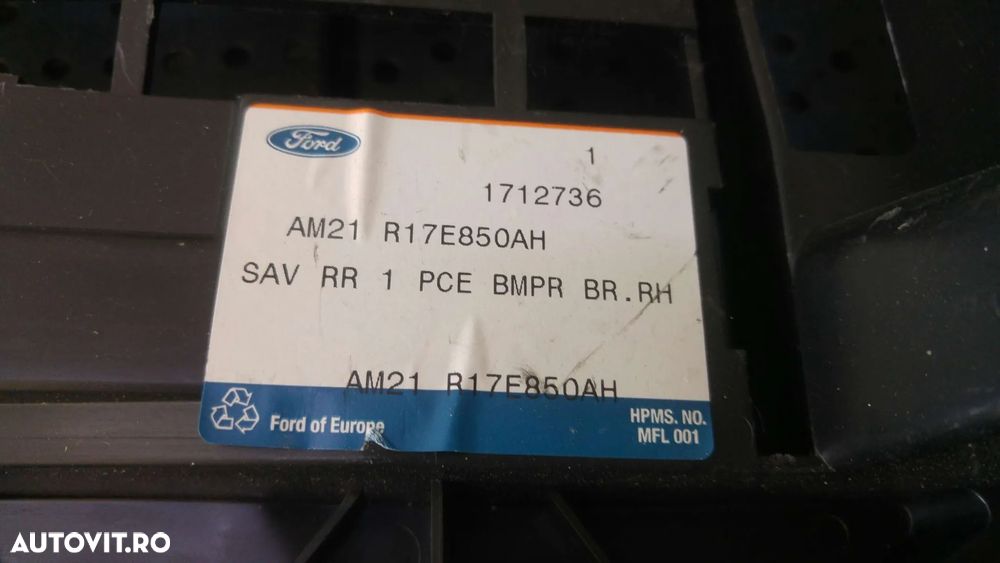 Ford
1
1712736
AM21 R17E850AH
SAV RR 1 PCE BMPR BR.RH
AM21 R17E850AH
Ford of Europe
HPMS. NO.
MFL 001
AUTOVIT.RO